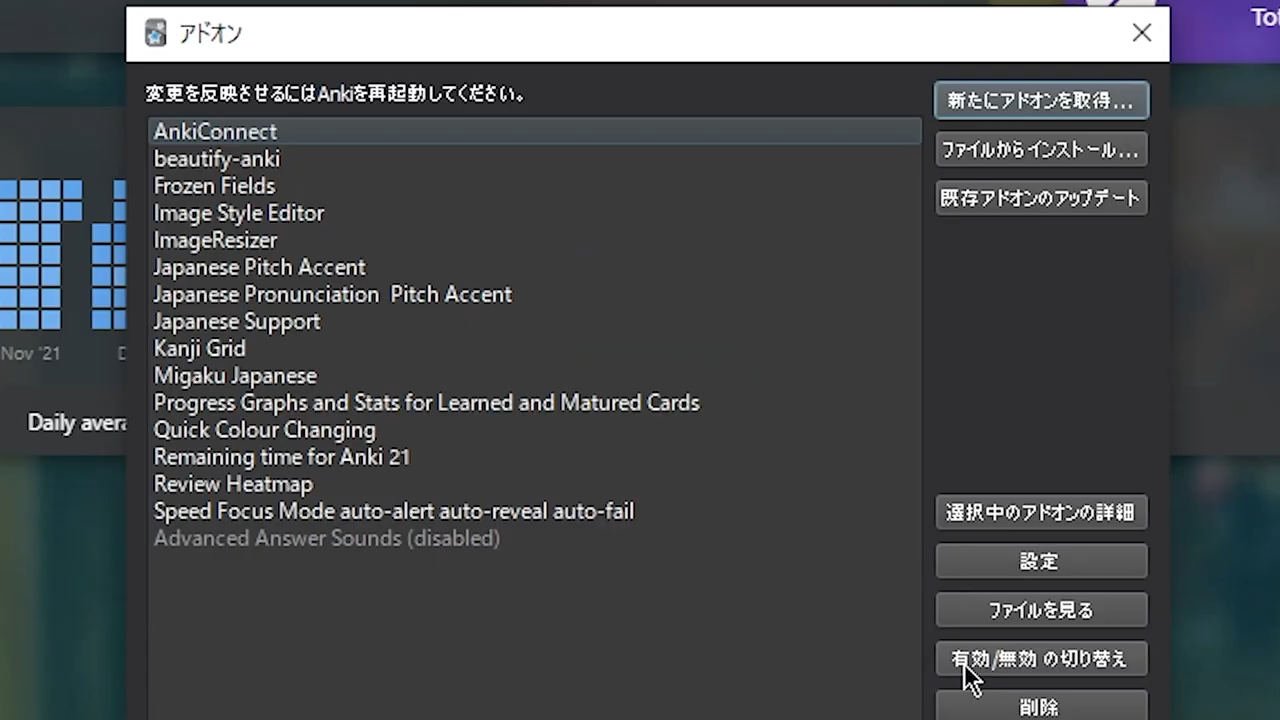 アドオン
変更を反映させるにはAnkiを再起動してください。
AnkiConnect
beautify-anki
Frozen Fields
Image Style Editor
ImageResizer
Japanese Pitch Accent
Japanese Pronunciation  Pitch Accent
Japanese Support
Kanji Grid
Migaku Japanese
Progress Graphs and Stats for Learned and Matured Cards
Quick Colour Changing
Remaining time for Anki 21
Review Heatmap
Speed Focus Mode auto-alert auto-reveal auto-fail
Advanced Answer Sounds (disabled)
新たにアドオンを取得...
ファイルからインストール...
既存アドオンのアップデート
選択中のアドオンの詳細
設定
ファイルを見る
有効/無効 の切り替え
削除
Nov '21
Daily